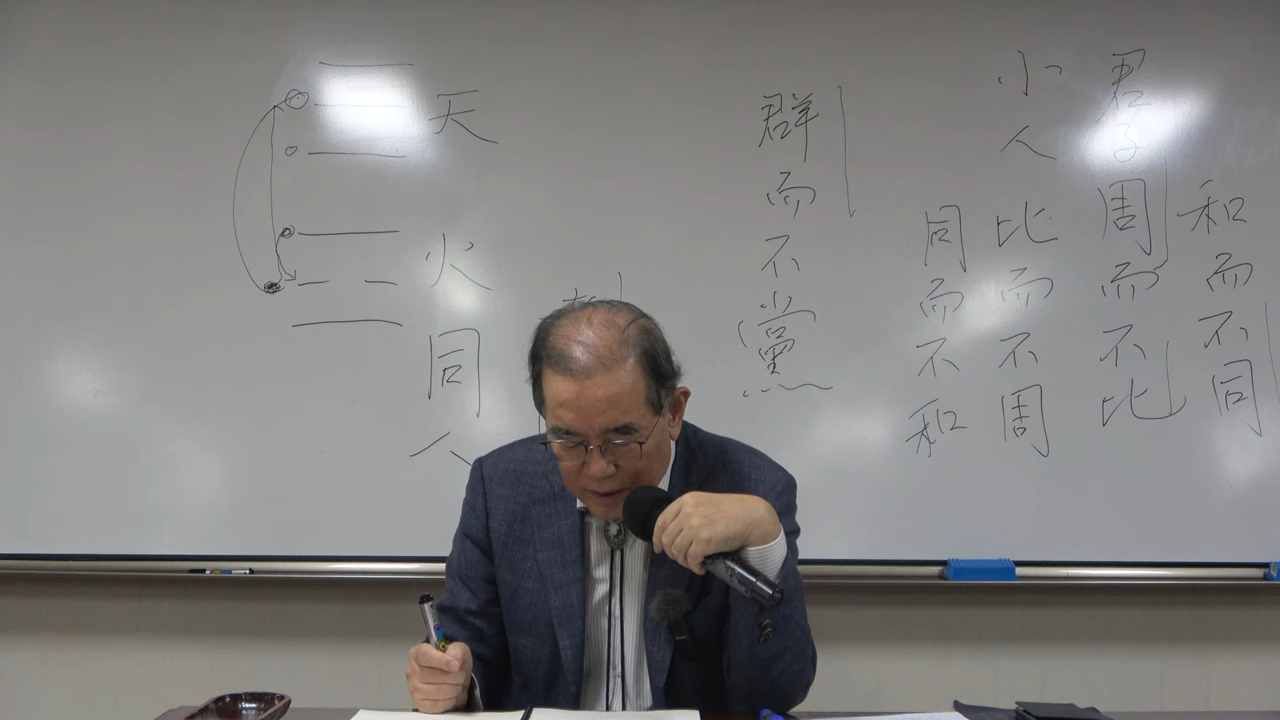 和而不同
君子周而不比
小人比而不周
同而不和
群而不黨
天火同人